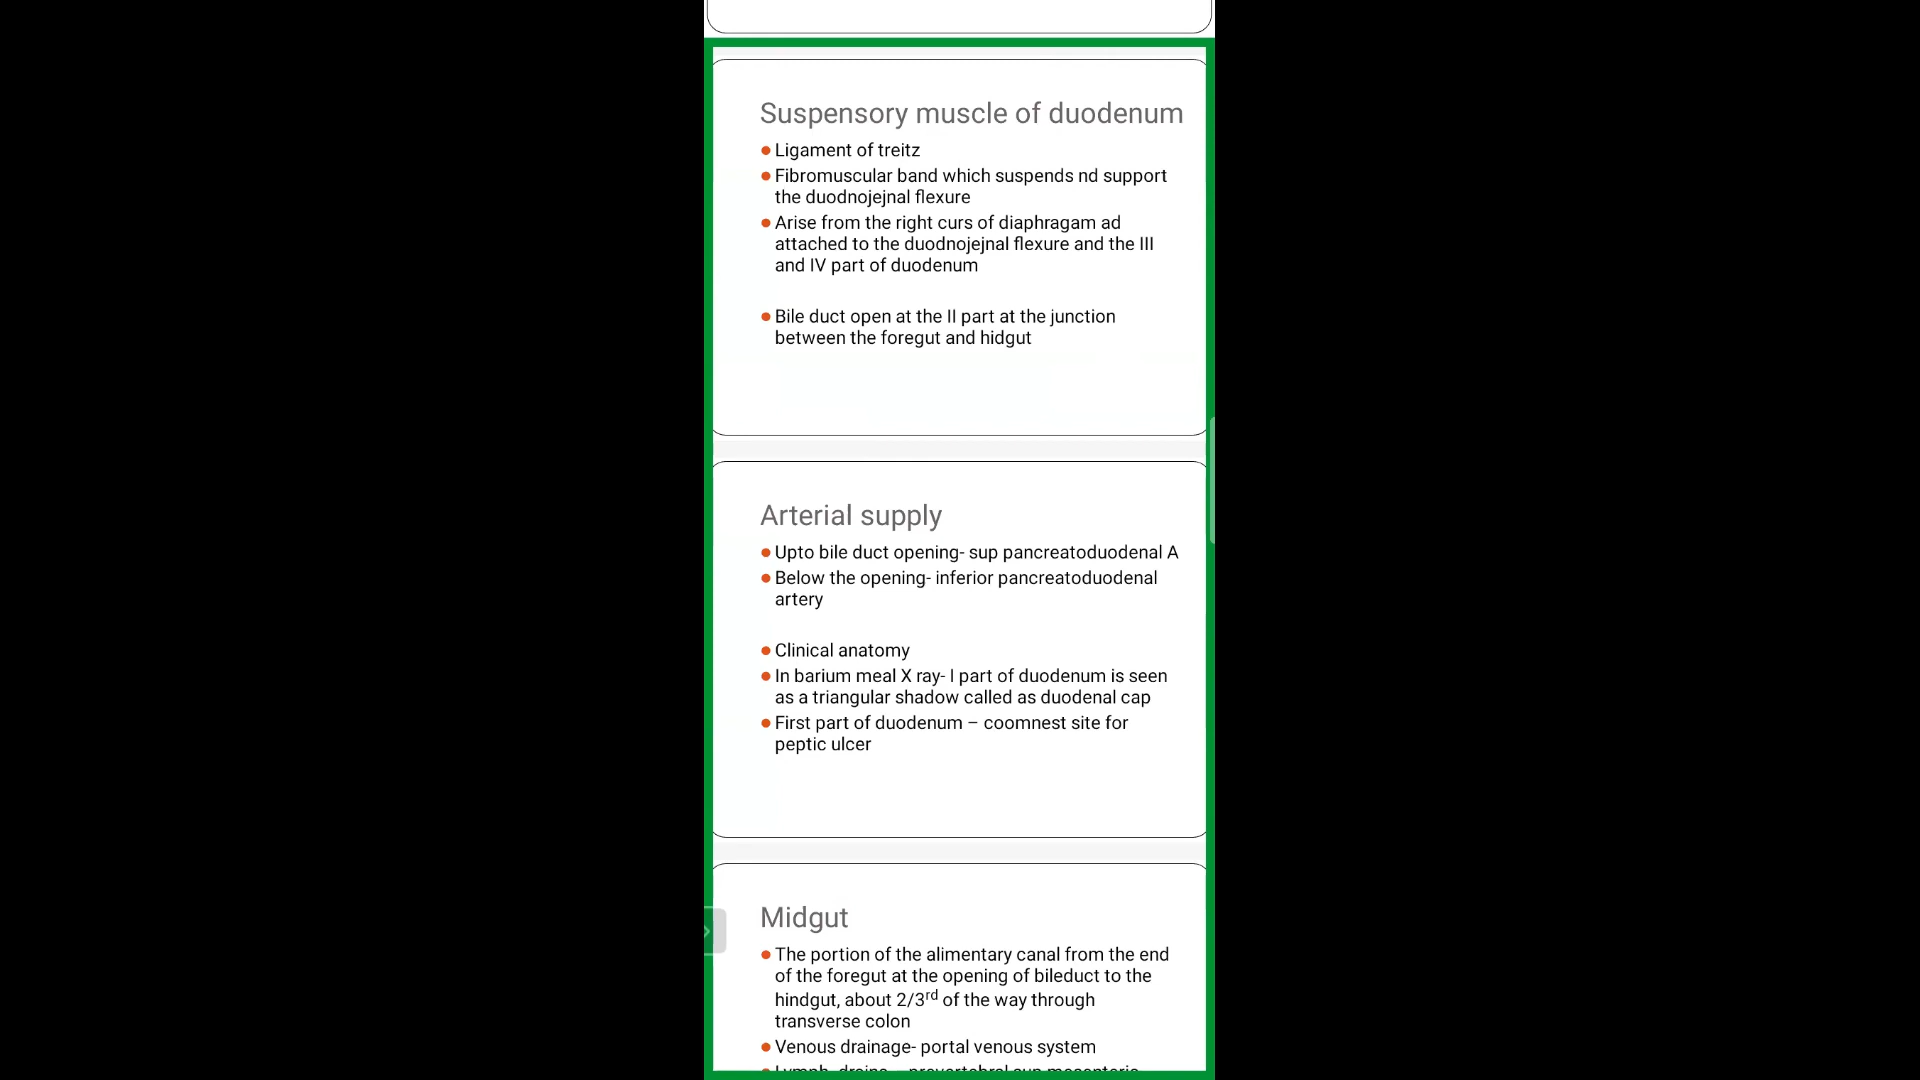 Suspensory muscle of duodenum
Ligament of treitz
Fibromuscular band which suspends nd support
the duodnojejnal flexure
Arise from the right curs of diaphragam ad
attached to the duodnojejnal flexure and the III
and IV part of duodenum
Bile duct open at the II part at the junction
between the foregut and hidgut
Arterial supply
Upto bile duct opening- sup pancreatoduodenal A
Below the opening- inferior pancreatoduodenal
artery
Clinical anatomy
In barium meal X ray- I part of duodenum is seen
as a triangular shadow called as duodenal cap
First part of duodenum – coomnest site for
peptic ulcer
Midgut
The portion of the alimentary canal from the end
of the foregut at the opening of bileduct to the
hindgut, about 2/3rd of the way through
transverse colon
Venous drainage- portal venous system